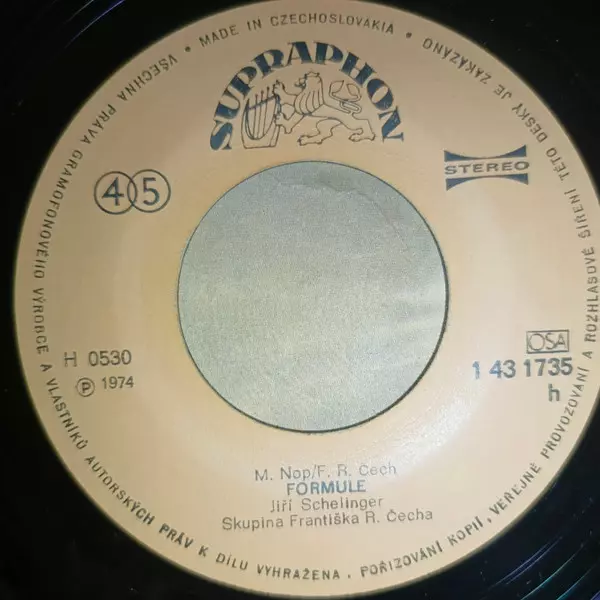 VŠECHNA PRÁVA GRAMOFONOVÉHO VÝROBCE A VLASTNÍKŮ AUTORSKÝCH PRÁV K DÍLU VYHRAŽENA. POŘIZOVÁNÍ KOPIÍ, VEŘEJNÉ PROVOZOVÁNÍ A ROZHLASOVÉ ŠÍŘENÍ TÉTO DESKY JE ZAKÁZÁNO • MADE IN CZECHOSLOVAKIA •
SUPRAPHON
45
STEREO
H 0530
℗ 1974
OSA
1 43 1735
h
M. Nop/F. R. Čech
FORMULE
Jiří Schelinger
Skupina Františka R. Čecha